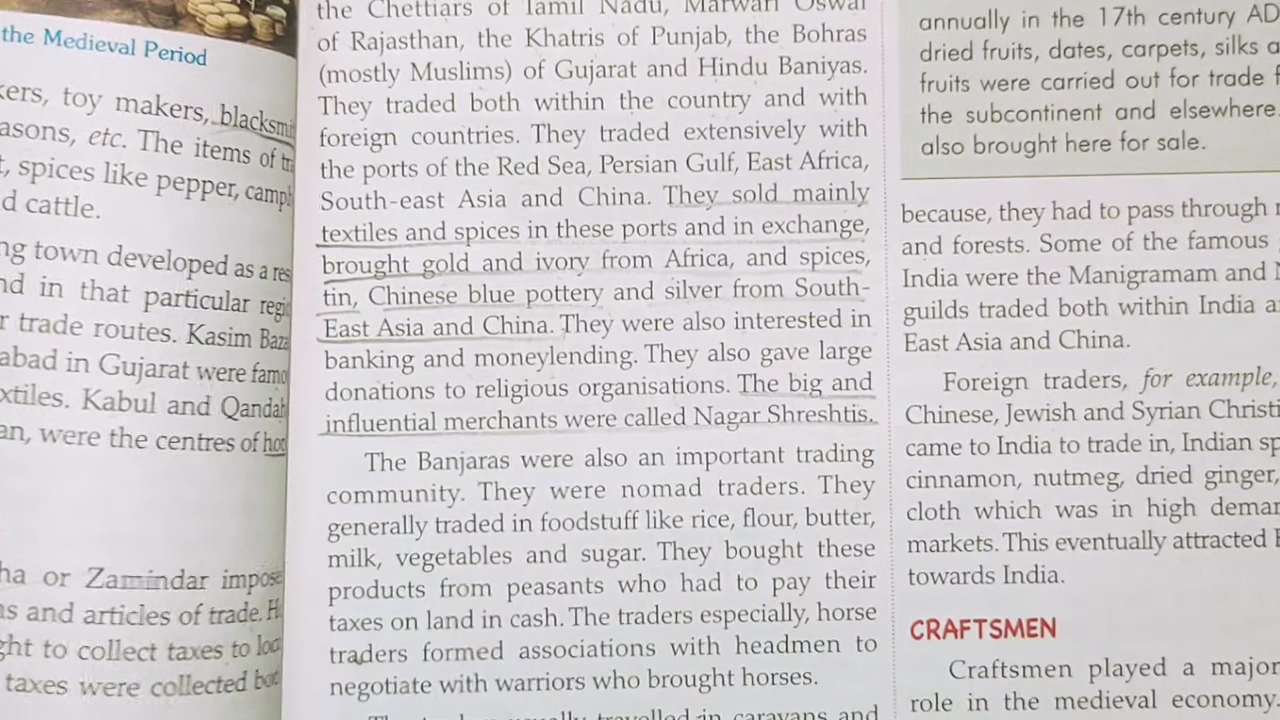 the Medieval Period
kers, toy makers, blacksmi
asons, etc. The items of tr
t, spices like pepper, camp
d cattle.
ng town developed as a res
nd in that particular regi
r trade routes. Kasim Baza
abad in Gujarat were famo
xtiles. Kabul and Qandah
an, were the centres of hor
ha or Zamindar impose
ns and articles of trade. H
ght to collect taxes to loc
taxes were collected bot
the Chettiars of Tamil Nadu, Marwari Oswal
of Rajasthan, the Khatris of Punjab, the Bohras
(mostly Muslims) of Gujarat and Hindu Baniyas.
They traded both within the country and with
foreign countries. They traded extensively with
the ports of the Red Sea, Persian Gulf, East Africa,
South-east Asia and China. They sold mainly
textiles and spices in these ports and in exchange,
brought gold and ivory from Africa, and spices,
tin, Chinese blue pottery and silver from South-
East Asia and China. They were also interested in
banking and moneylending. They also gave large
donations to religious organisations. The big and
influential merchants were called Nagar Shreshtis.
The Banjaras were also an important trading
community. They were nomad traders. They
generally traded in foodstuff like rice, flour, butter,
milk, vegetables and sugar. They bought these
products from peasants who had to pay their
taxes on land in cash. The traders especially, horse
traders formed associations with headmen to
negotiate with warriors who brought horses.
usually travelled in caravans and
annually in the 17th century AD
dried fruits, dates, carpets, silks a
fruits were carried out for trade f
the subcontinent and elsewhere.
also brought here for sale.
because, they had to pass through
and forests. Some of the famous
India were the Manigramam and
guilds traded both within India a
East Asia and China.
Foreign traders, for example,
Chinese, Jewish and Syrian Christi
came to India to trade in, Indian sp
cinnamon, nutmeg, dried ginger,
cloth which was in high deman
markets. This eventually attracted
towards India.
CRAFTSMEN
Craftsmen played a major
role in the medieval economy.